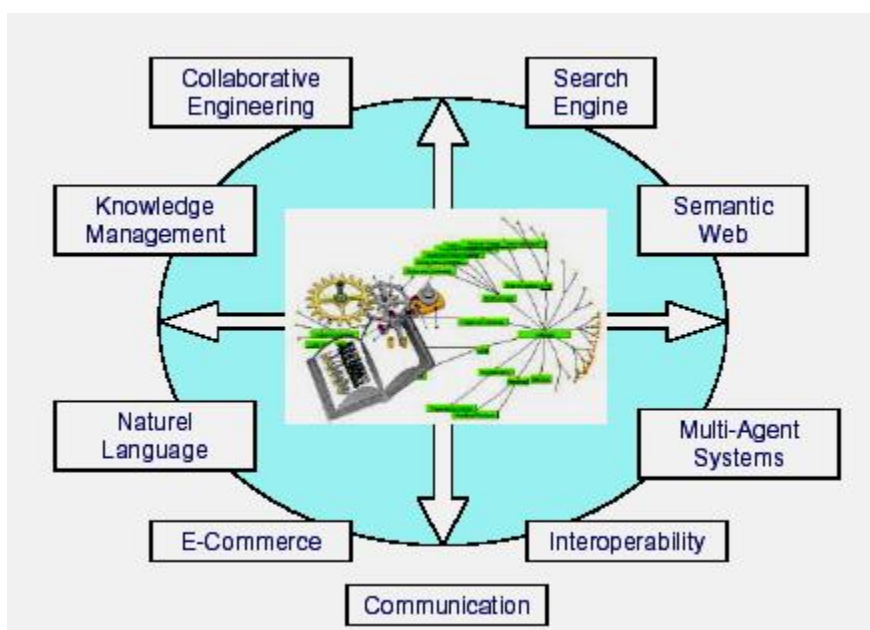 Collaborative
Engineering
Search
Engine
Knowledge
Management
Semantic
Web
Naturel
Language
Multi-Agent
Systems
E-Commerce
Interoperability
Communication